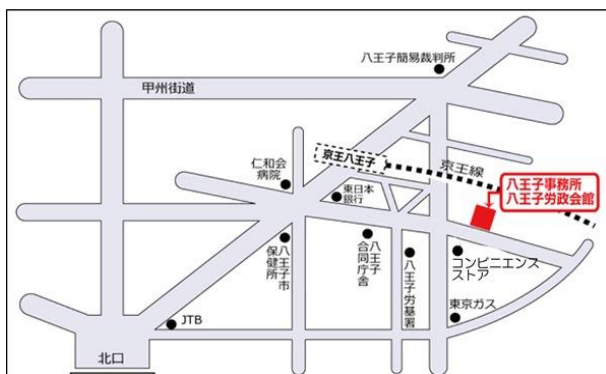 八王子簡易裁判所
甲州街道
京王八王子
京王線
仁和会
病院
東日本
銀行
八王子事務所
八王子労政会館
八王子市
保健所
八王子
合同庁舎
八王子労基署
コンビニエンス
ストア
東京ガス
JTB
北口